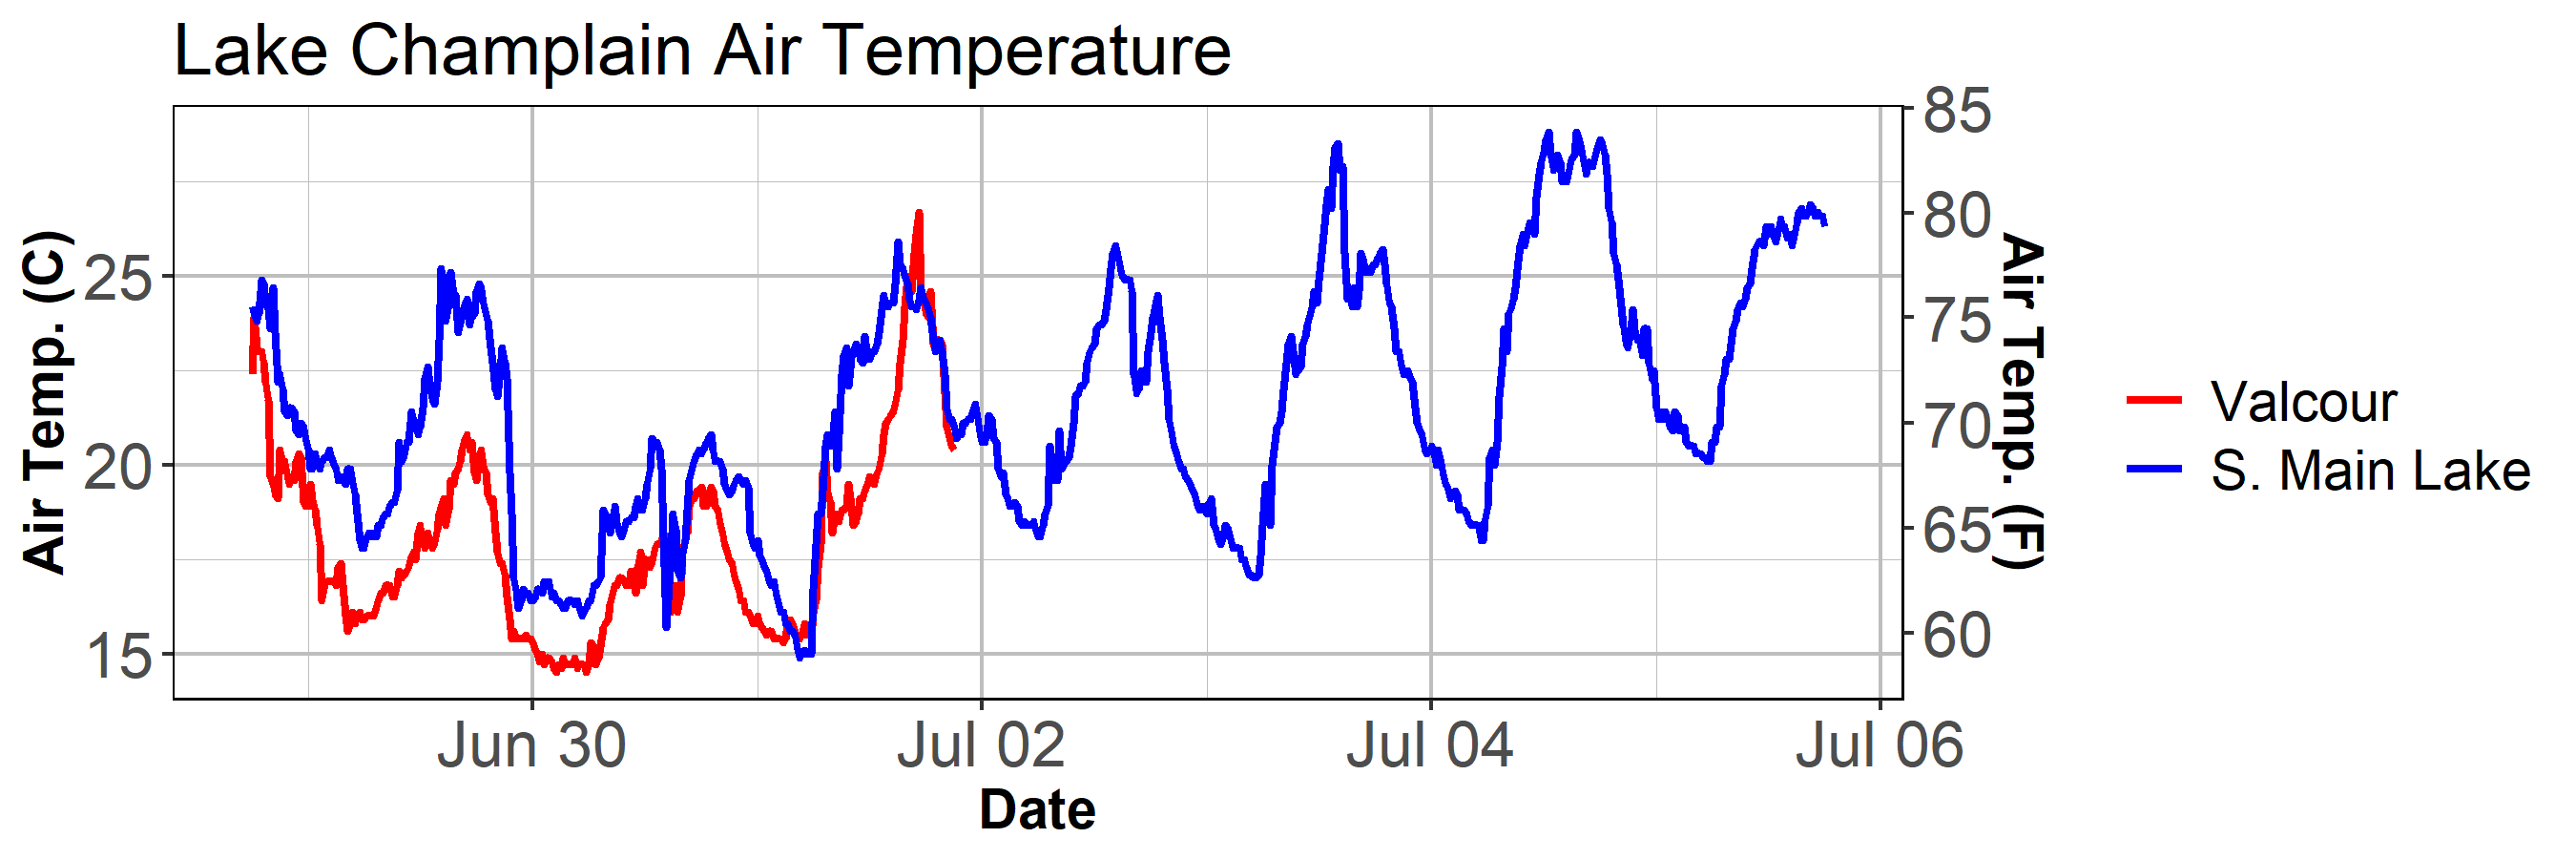 Lake Champlain Air Temperature
Air Temp. (C)
25
20
15
85
80
75
70
65
60
Air Temp. (F)
Jun 30
Jul 02
Jul 04
Jul 06
Date
Valcour
S. Main Lake